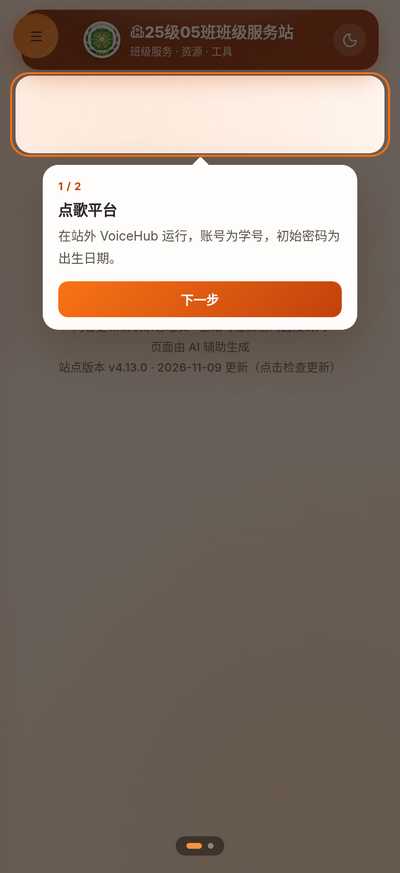 25级05班班级服务站
班级服务 · 资源 · 工具
1 / 2
点歌平台
在站外 VoiceHub 运行，账号为学号，初始密码为
出生日期。
下一步
页面由 AI 辅助生成
站点版本 v4.13.0 · 2026-11-09 更新（点击检查更新）